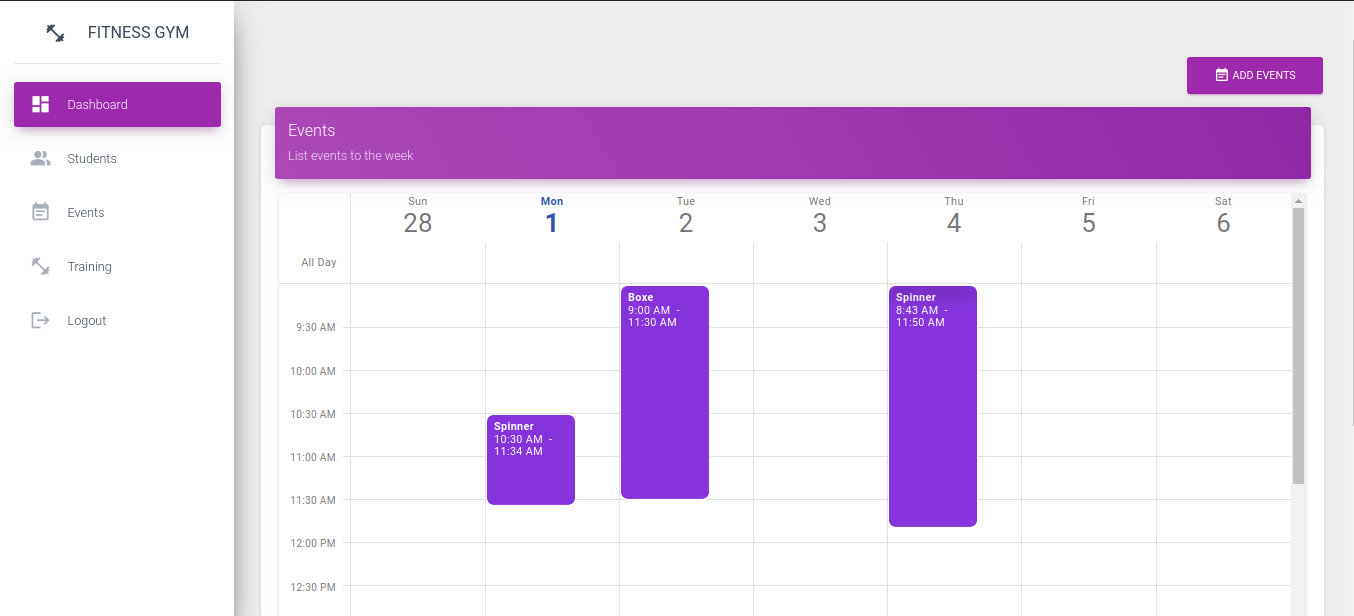 FITNESS GYM
Dashboard
Students
Events
Training
Logout
ADD EVENTS
Events
List events to the week
Sun Mon Tue Wed Thu Fri Sat
28 1 2 3 4 5 6
All Day
9:30 AM
10:00 AM
10:30 AM
11:00 AM
11:30 AM
12:00 PM
12:30 PM
Spinner
10:30 AM -
11:34 AM
Boxe
9:00 AM -
11:30 AM
Spinner
8:43 AM -
11:50 AM